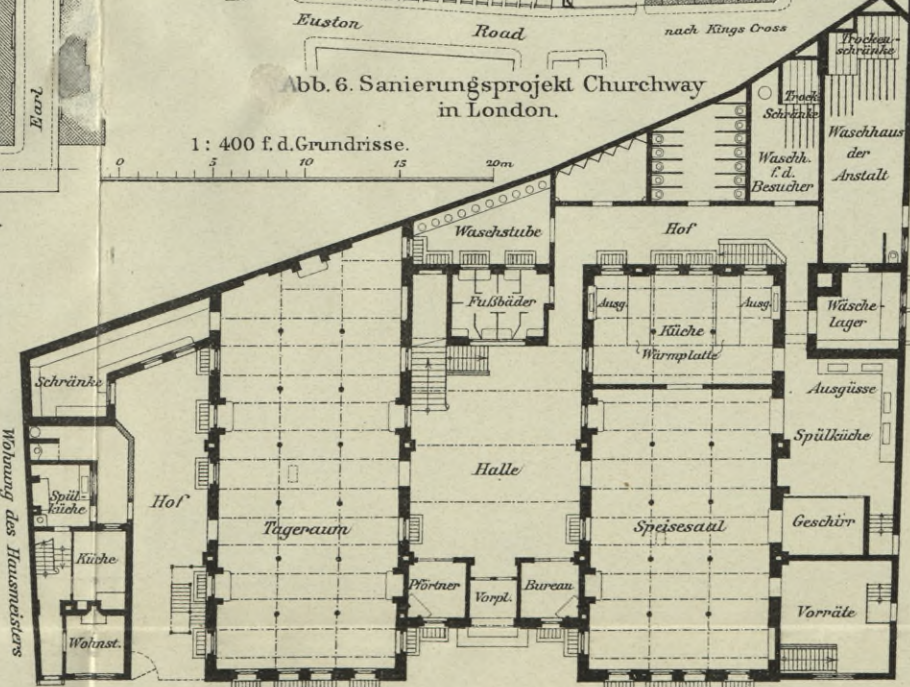 Euston Road
nach Kings Cross
Earl
Abb. 6. Sanierungsprojekt Churchway
in London.
1 : 400 f. d. Grundrisse.
0 5 10 15 20m
Trocken-
schränke
Trock.
Schränke
Waschhaus
der
Anstalt
Waschh.
f. d.
Besucher
Waschstube
Hof
Fußbäder
Ausg.
Ausg.
Küche
Wärmplatte
Wäsche-
lager
Schränke
Ausgüsse
Spülküche
Halle
Wohnung des Hausmeisters
Spül-
küche
Hof
Tageraum
Speisesaal
Geschirr
Küche
Pförtner
Vorpl.
Bureau
Vorräte
Wohnst.